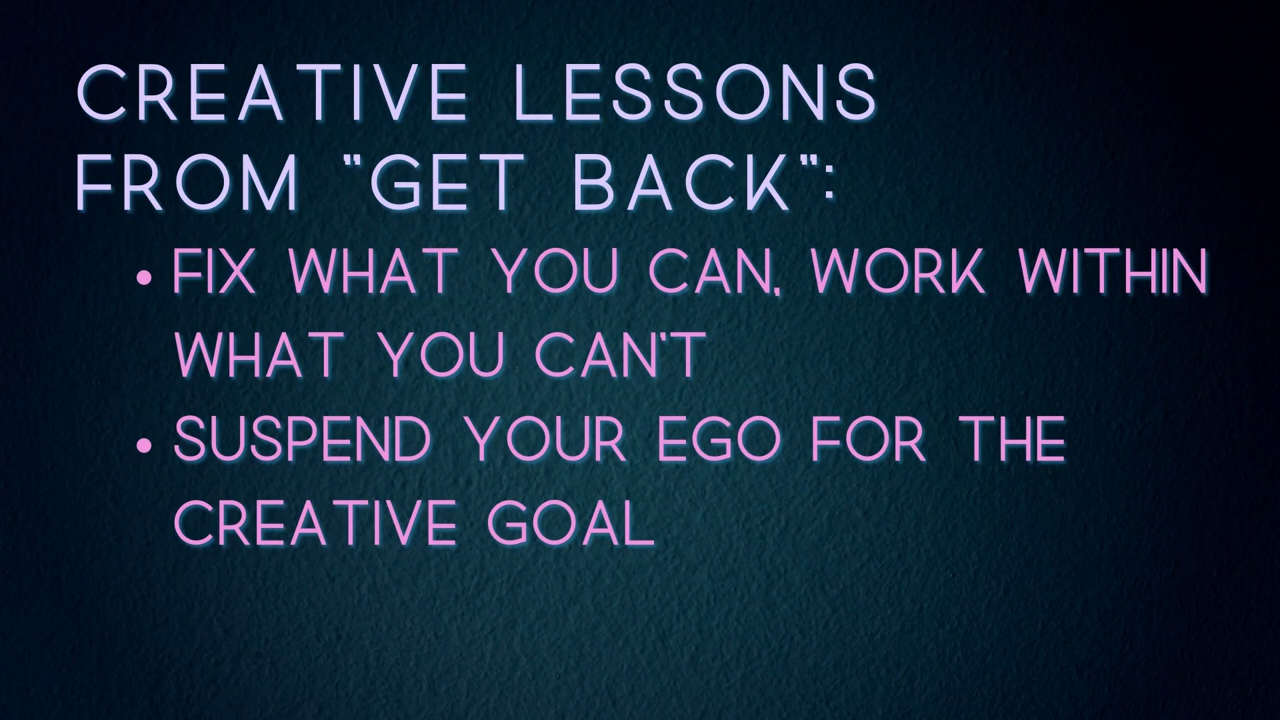 CREATIVE LESSONS
FROM "GET BACK":
• FIX WHAT YOU CAN, WORK WITHIN
WHAT YOU CAN'T
• SUSPEND YOUR EGO FOR THE
CREATIVE GOAL